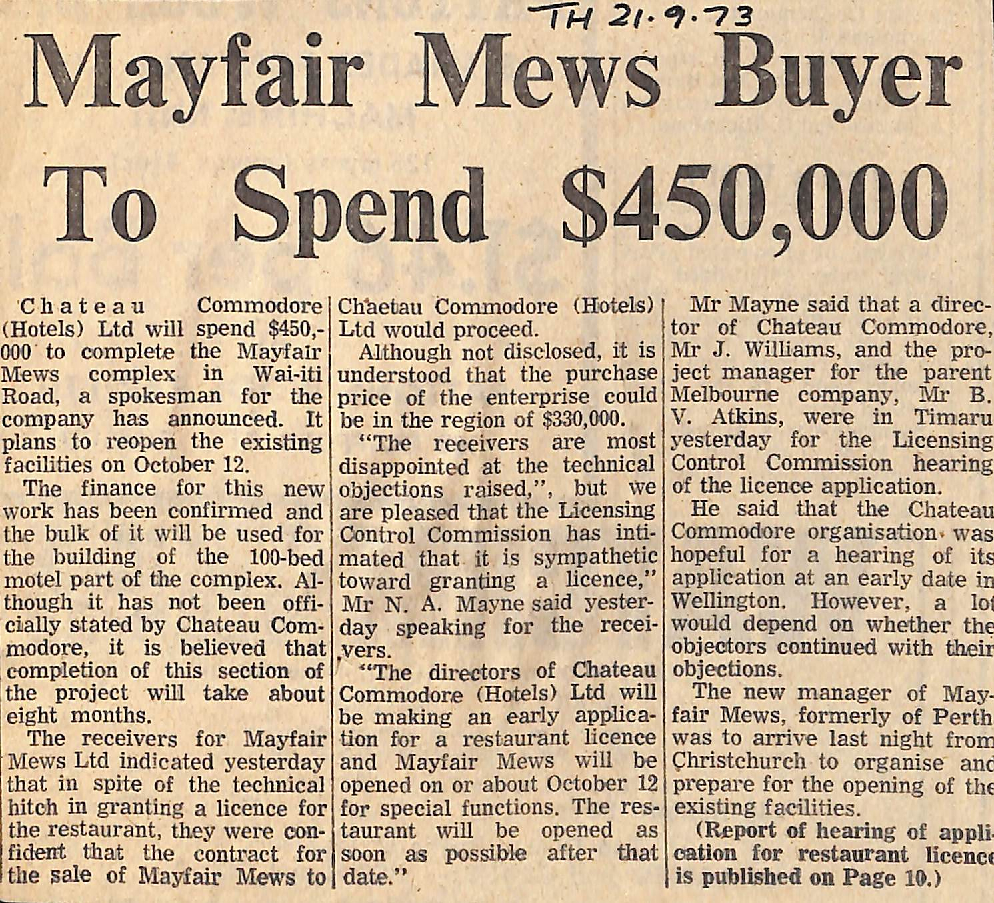 TH 21.9.73
Mayfair Mews Buyer
To Spend $450,000
Chateau Commodore
(Hotels) Ltd will spend $450,-
000 to complete the Mayfair
Mews complex in Wai-iti
Road, a spokesman for the
company has announced. It
plans to reopen the existing
facilities on October 12.
The finance for this new
work has been confirmed and
the bulk of it will be used for
the building of the 100-bed
motel part of the complex. Al-
though it has not been offi-
cially stated by Chateau Com-
modore, it is believed that
completion of this section of
the project will take about
eight months.
The receivers for Mayfair
Mews Ltd indicated yesterday
that in spite of the technical
hitch in granting a licence for
the restaurant, they were con-
fident that the contract for
the sale of Mayfair Mews to
Chaetau Commodore (Hotels)
Ltd would proceed.
Although not disclosed, it is
understood that the purchase
price of the enterprise could
be in the region of $330,000.
"The receivers are most
disappointed at the technical
objections raised,", but we
are pleased that the Licensing
Control Commission has inti-
mated that it is sympathetic
toward granting a licence,"
Mr N. A. Mayne said yester-
day speaking for the recei-
vers.
"The directors of Chateau
Commodore (Hotels) Ltd will
be making an early applica-
tion for a restaurant licence
and Mayfair Mews will be
opened on or about October 12
for special functions. The res-
taurant will be opened as
soon as possible after that
date."
Mr Mayne said that a direc-
tor of Chateau Commodore,
Mr J. Williams, and the pro-
ject manager for the parent
Melbourne company, Mr B.
V. Atkins, were in Timaru
yesterday for the Licensing
Control Commission hearing
of the licence application.
He said that the Chateau
Commodore organisation was
hopeful for a hearing of its
application at an early date in
Wellington. However, a lot
would depend on whether the
objectors continued with their
objections.
The new manager of May-
fair Mews, formerly of Perth
was to arrive last night from
Christchurch to organise and
prepare for the opening of the
existing facilities.
(Report of hearing of appli-
cation for restaurant licence
is published on Page 10.)